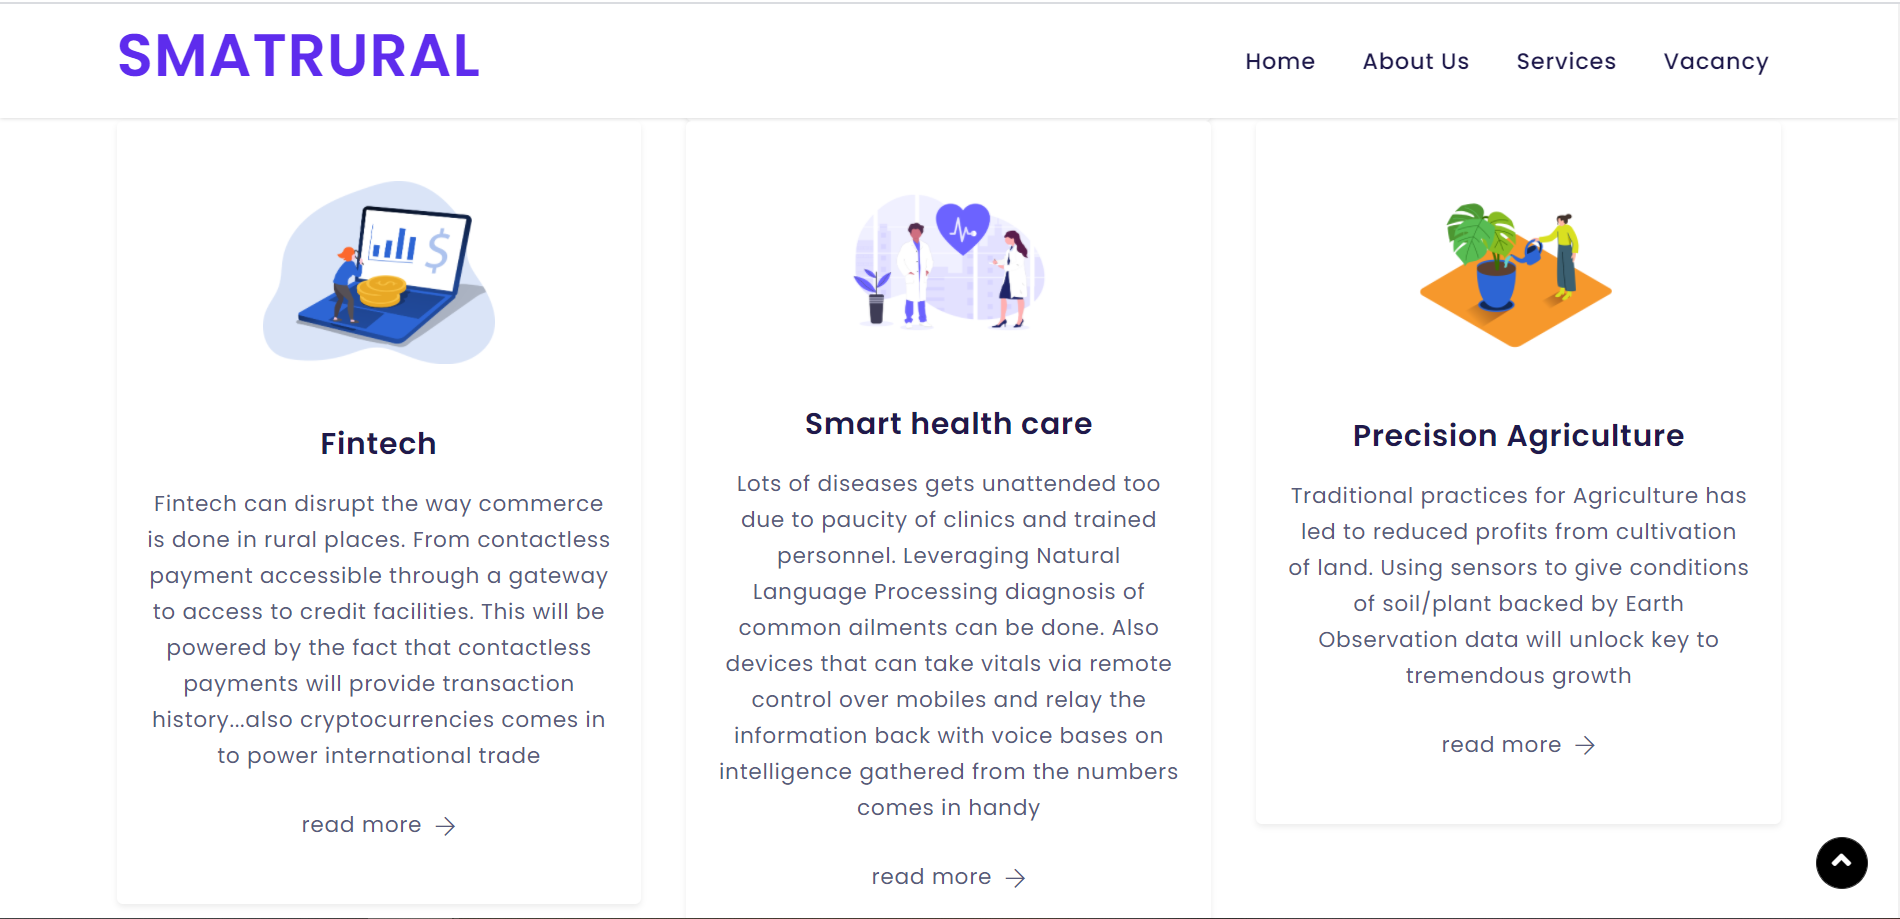 SMATRURAL
Home
About Us
Services
Vacancy
Fintech
Fintech can disrupt the way commerce
is done in rural places. From contactless
payment accessible through a gateway
to access to credit facilities. This will be
powered by the fact that contactless
payments will provide transaction
history...also cryptocurrencies comes in
to power international trade
read more →
Smart health care
Lots of diseases gets unattended too
due to paucity of clinics and trained
personnel. Leveraging Natural
Language Processing diagnosis of
common ailments can be done. Also
devices that can take vitals via remote
control over mobiles and relay the
information back with voice bases on
intelligence gathered from the numbers
comes in handy
read more →
Precision Agriculture
Traditional practices for Agriculture has
led to reduced profits from cultivation
of land. Using sensors to give conditions
of soil/plant backed by Earth
Observation data will unlock key to
tremendous growth
read more →